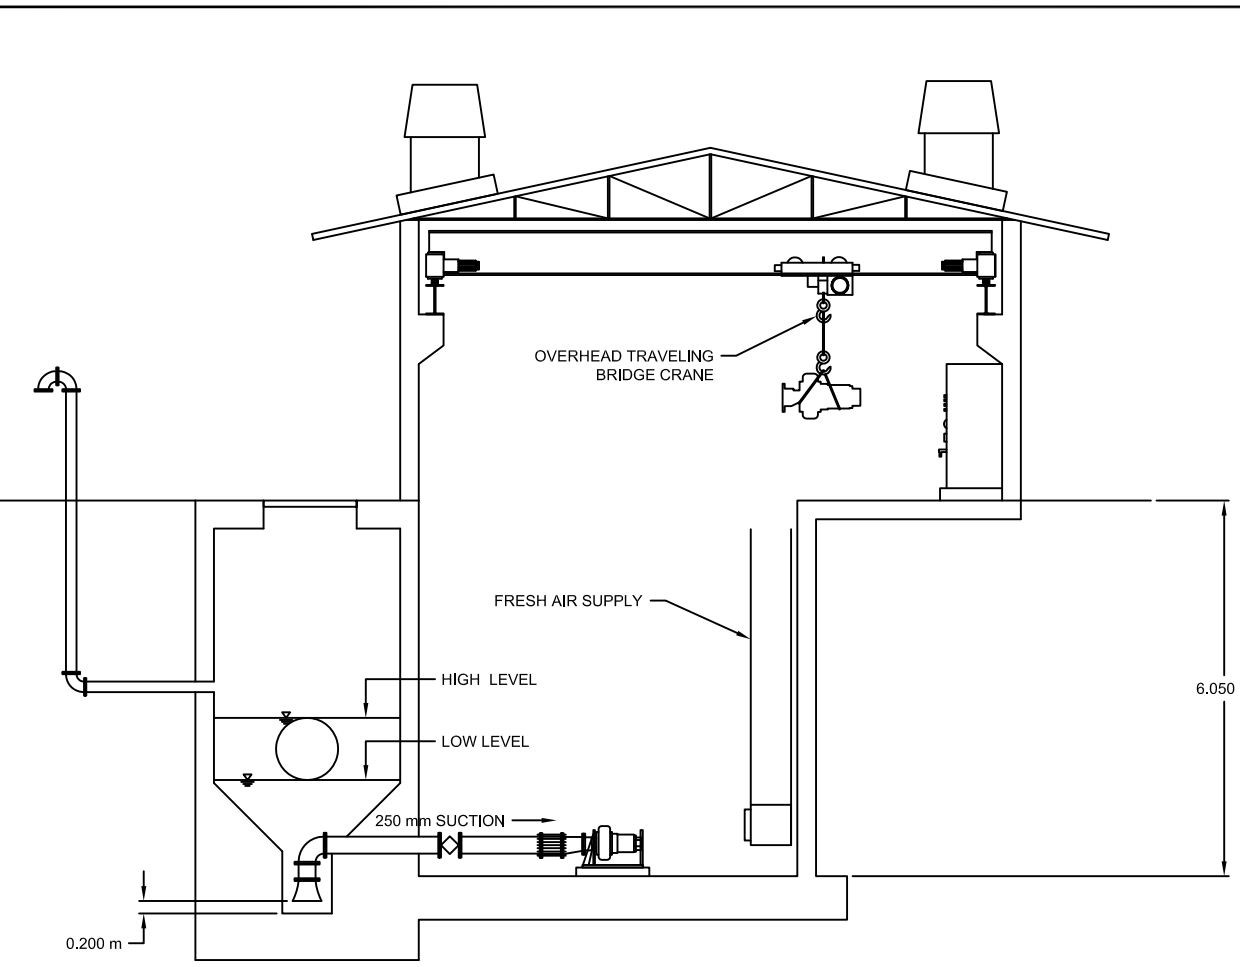 OVERHEAD TRAVELING
BRIDGE CRANE
FRESH AIR SUPPLY
HIGH LEVEL
6.050
LOW LEVEL
250 mm SUCTION
0.200 m